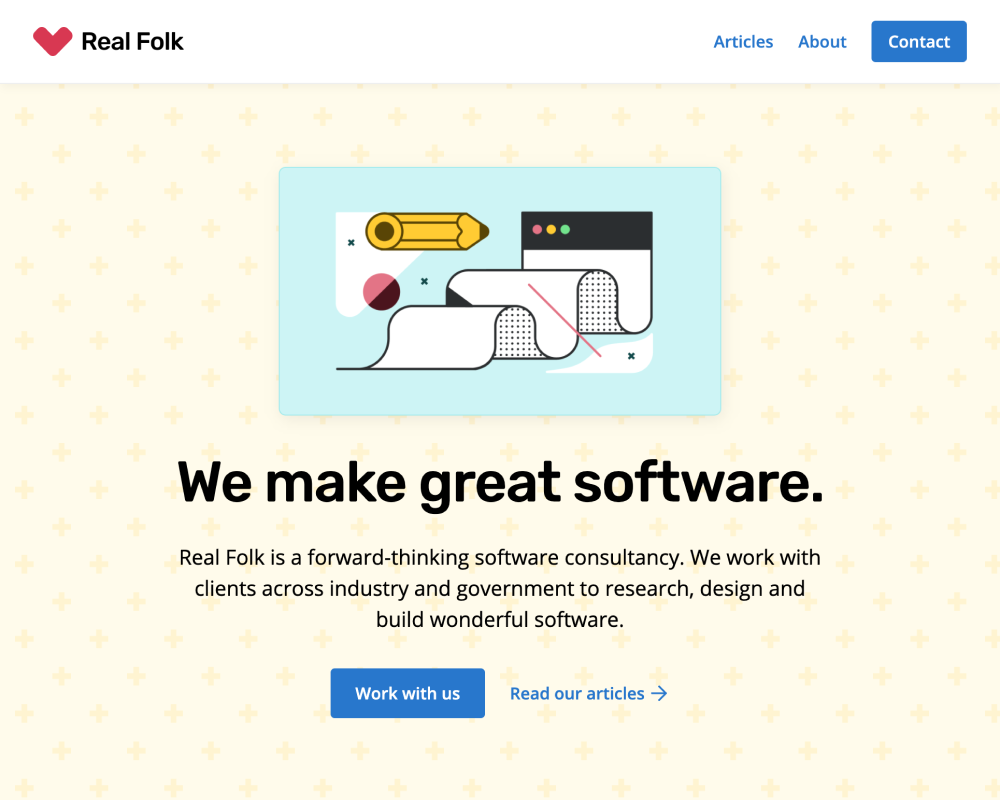 Real Folk
Articles About Contact
We make great software.
Real Folk is a forward-thinking software consultancy. We work with
clients across industry and government to research, design and
build wonderful software.
Work with us Read our articles →